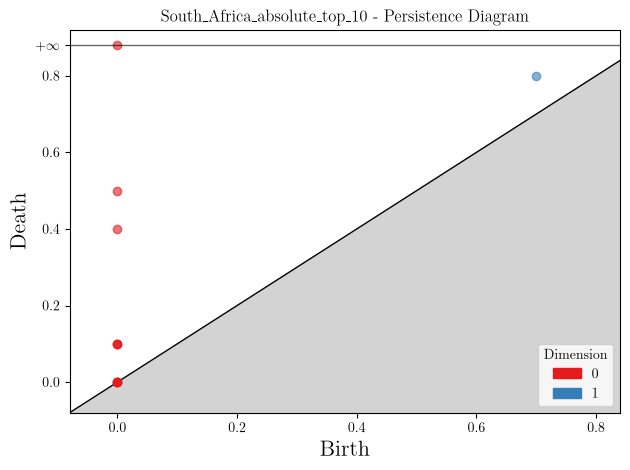 South_Africa_absolute_top_10 - Persistence Diagram
Death
+∞
0.8
0.6
0.4
0.2
0.0
0.0 0.2 0.4 0.6 0.8
Birth
Dimension
0
1